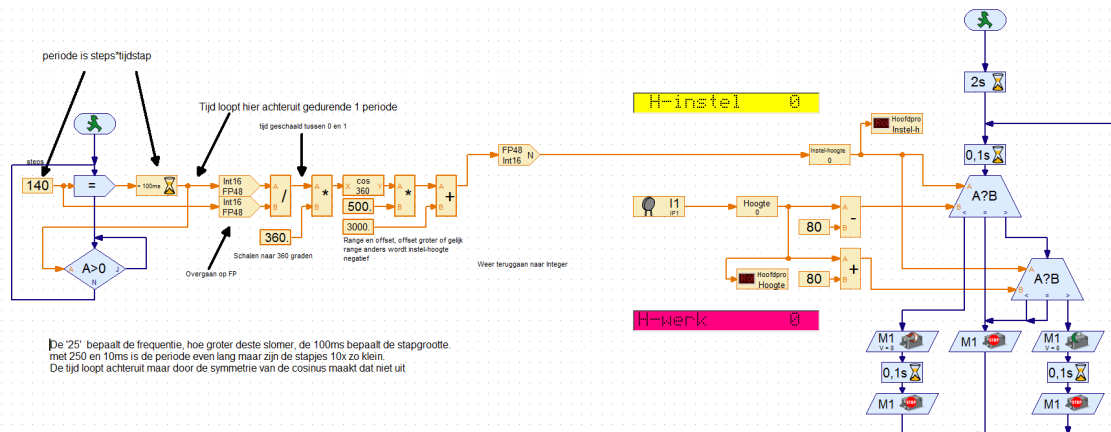 periode is steps*tijdstap
Tijd loopt hier achteruit gedurende 1 periode
tijd geschaald tussen 0 en 1
steps
140
=
* 100ms
Int16
FP48
Int16
FP48
A
B
/
A
B
*
360.
X
cos
360
Y
500.
3000.
A
B
*
A
B
+
FP48
Int16
N
A
A>0
J
N
Schalen naar 360 graden
Range en offset, offset groter of gelijk
range anders wordt instel-hoogte
negatief
Overgaan op FP
Weer teruggaan naar Integer
De '25' bepaalt de frequentie, hoe groter deste slomer, de 100ms bepaalt de stapgrootte.
met 250 en 10ms is de periode even lang maar zijn de stapjes 10x zo klein.
De tijd loopt achteruit maar door de symmetrie van de cosinus maakt dat niet uit
H-instel 0
Instel-hoogte
0
Hoofdpro
Instel-h
I1
IF1
Hoogte
0
80
A
B
-
80
A
B
+
Hoofdpro
Hoogte
H-werk 0
2s
0,1s
A
B
A?B
< = >
A
B
A?B
< = >
M1
V = 8
M1
STOP
M1
V = 8
0,1s
0,1s
M1
STOP
M1
STOP